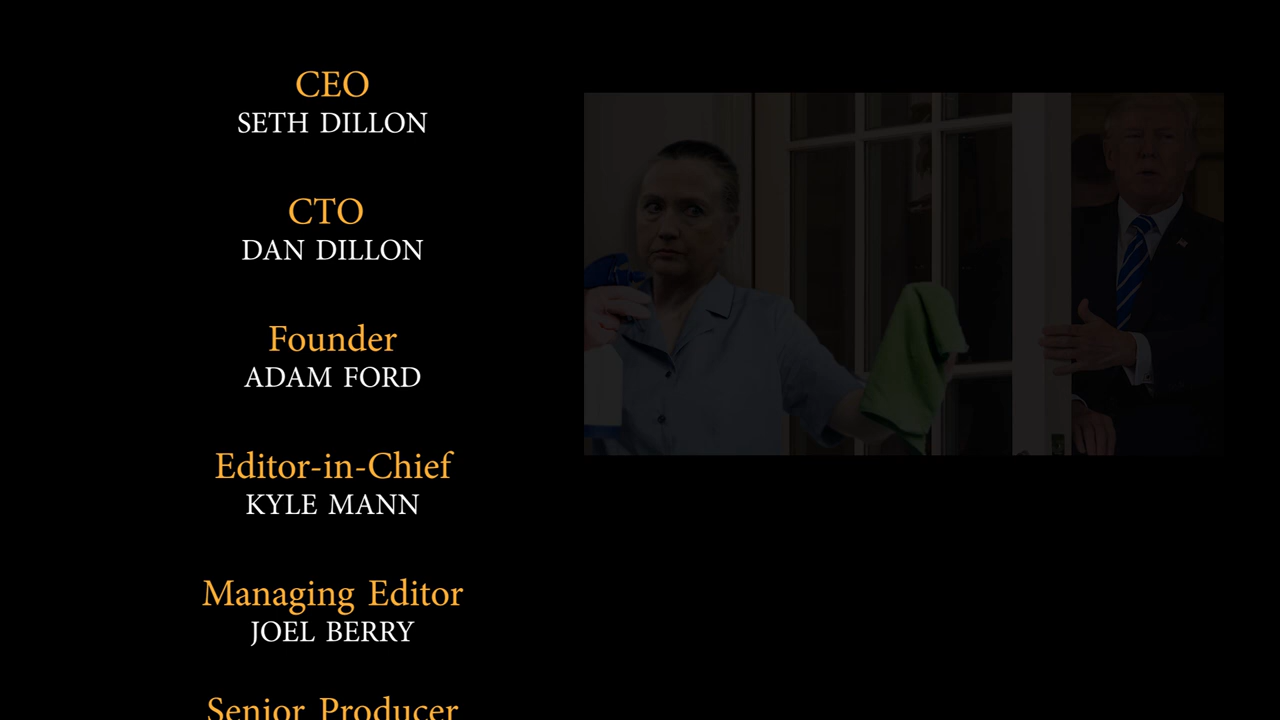 CEO
SETH DILLON
CTO
DAN DILLON
Founder
ADAM FORD
Editor-in-Chief
KYLE MANN
Managing Editor
JOEL BERRY
Senior Producer